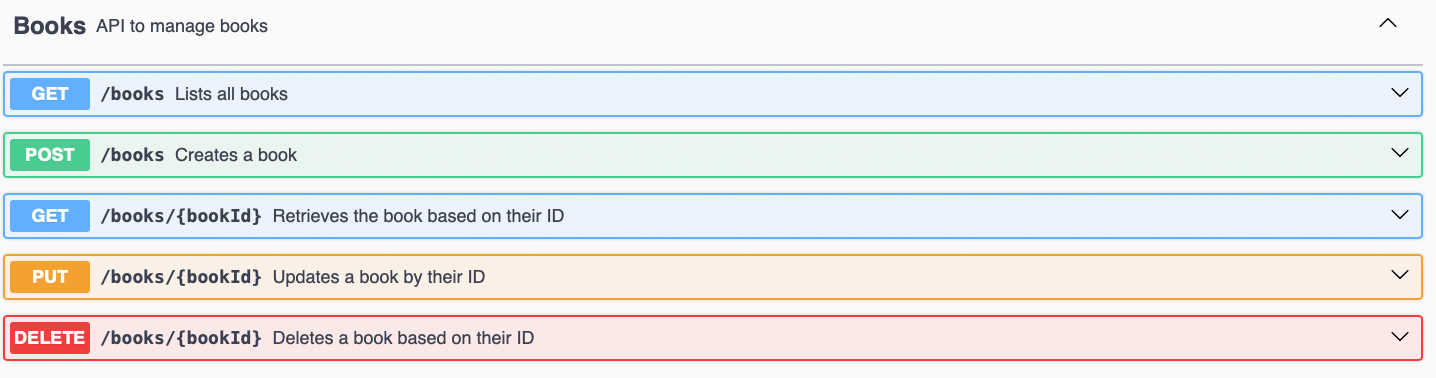 Books API to manage books
GET /books Lists all books
POST /books Creates a book
GET /books/{bookId} Retrieves the book based on their ID
PUT /books/{bookId} Updates a book by their ID
DELETE /books/{bookId} Deletes a book based on their ID